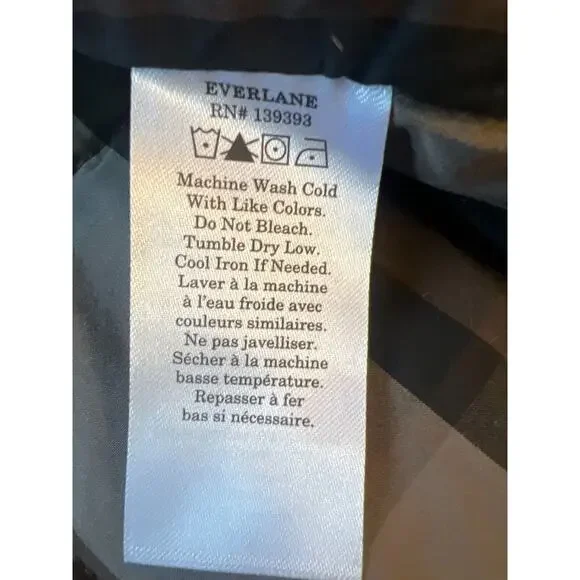 EVERLANE
RN# 139393
Machine Wash Cold
With Like Colors.
Do Not Bleach.
Tumble Dry Low.
Cool Iron If Needed.
Laver à la machine
à l'eau froide avec
couleurs similaires.
Ne pas javelliser.
Sécher à la machine
basse température.
Repasser à fer
bas si nécessaire.